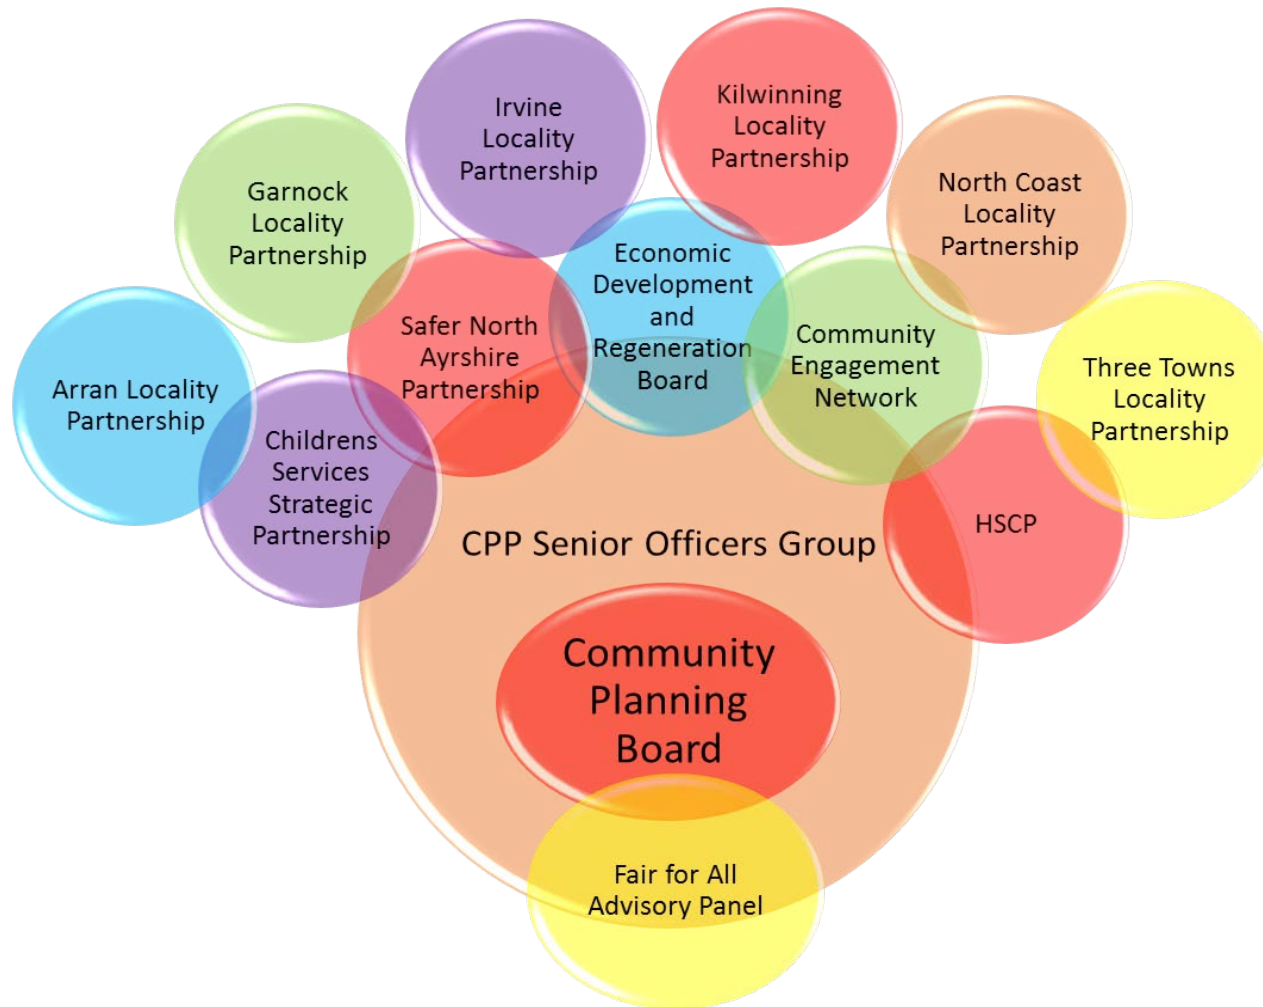 Irvine
Locality
Partnership
Kilwinning
Locality
Partnership
Garnock
Locality
Partnership
North Coast
Locality
Partnership
Economic
Development
and
Regeneration
Board
Safer North
Ayrshire
Partnership
Community
Engagement
Network
Arran Locality
Partnership
Three Towns
Locality
Partnership
Childrens
Services
Strategic
Partnership
HSCP
CPP Senior Officers Group
Community
Planning
Board
Fair for All
Advisory Panel